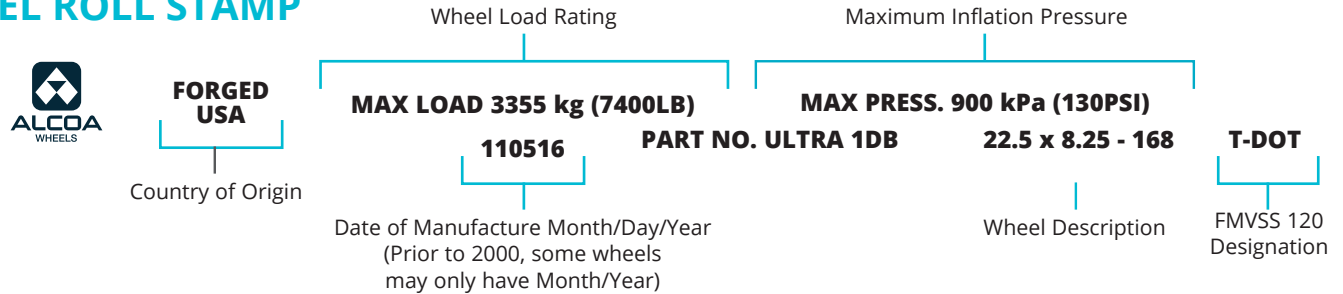 EL ROLL STAMP
Wheel Load Rating
Maximum Inflation Pressure
ALCOA
WHEELS
FORGED
USA
MAX LOAD 3355 kg (7400LB)
MAX PRESS. 900 kPa (130PSI)
110516
PART NO. ULTRA 1DB
22.5 x 8.25 - 168
T-DOT
Country of Origin
Date of Manufacture Month/Day/Year
(Prior to 2000, some wheels
may only have Month/Year)
Wheel Description
FMVSS 120
Designation